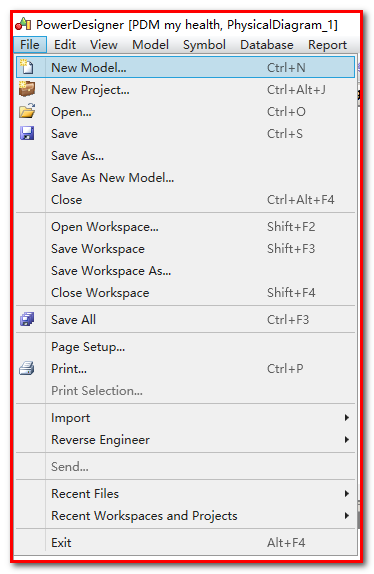 PowerDesigner [PDM my health, PhysicalDiagram_1]
File Edit View Model Symbol Database Report
New Model... Ctrl+N
New Project... Ctrl+Alt+J
Open... Ctrl+O
Save Ctrl+S
Save As...
Save As New Model...
Close Ctrl+Alt+F4
Open Workspace... Shift+F2
Save Workspace Shift+F3
Save Workspace As...
Close Workspace Shift+F4
Save All Ctrl+F3
Page Setup...
Print... Ctrl+P
Print Selection...
Import
Reverse Engineer
Send...
Recent Files
Recent Workspaces and Projects
Exit Alt+F4